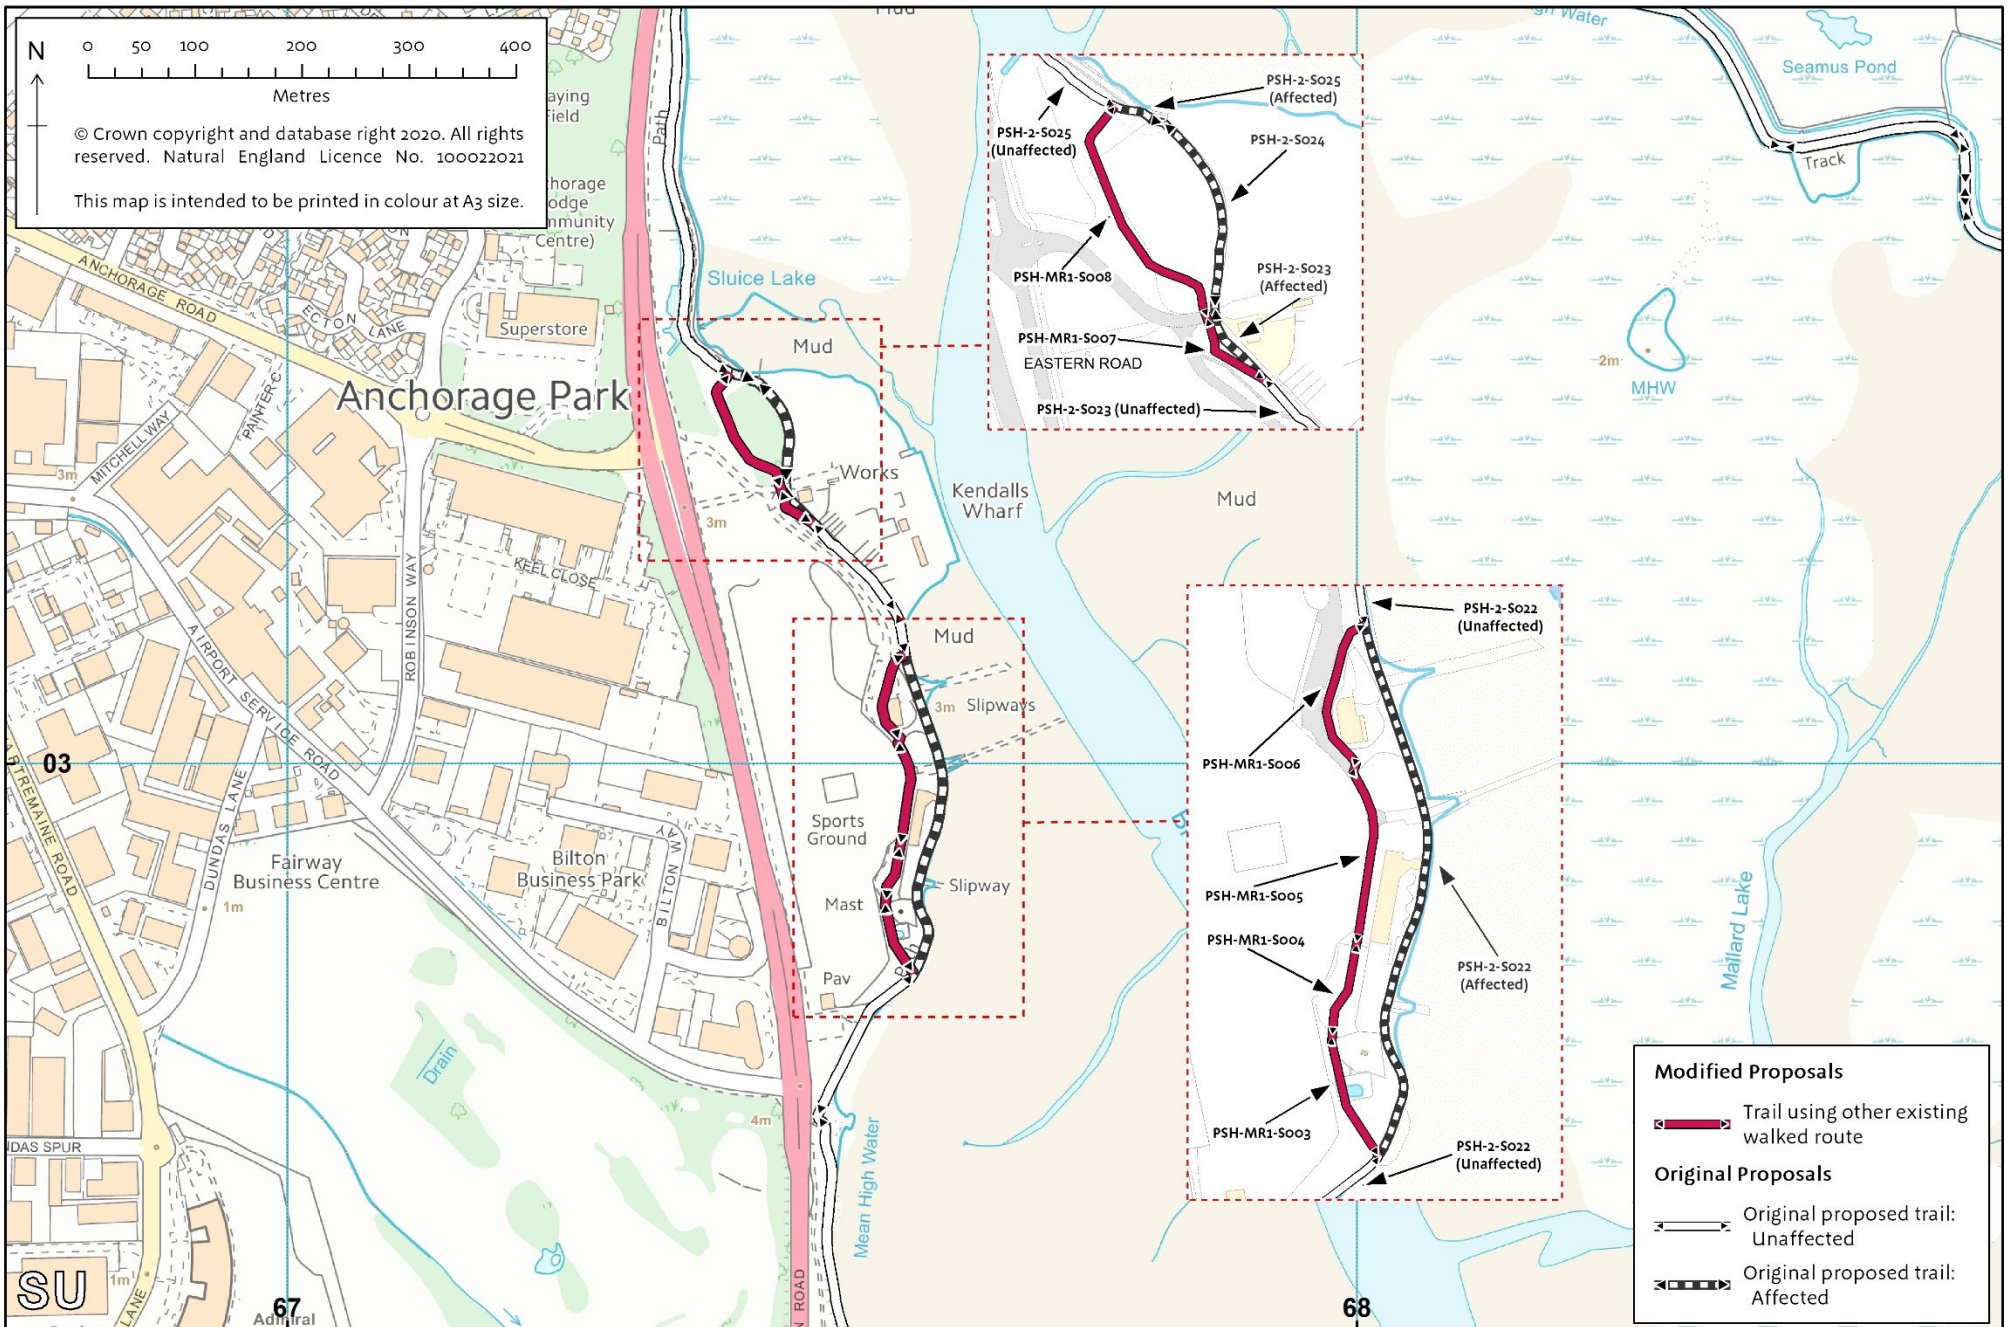 N
0 50 100 200 300 400
Metres
© Crown copyright and database right 2020. All rights
reserved. Natural England Licence No. 100022021
This map is intended to be printed in colour at A3 size.
Path
Seamus Pond
Track
PSH-2-S025
(Affected)
PSH-2-S025
(Unaffected)
PSH-2-S024
PSH-2-S023
(Affected)
PSH-MR1-S008
PSH-MR1-S007
EASTERN ROAD
PSH-2-S023 (Unaffected)
2m
MHW
ANCHORAGE ROAD
ECTON LANE
Superstore
Sluice Lake
Mud
Anchorage Park
MITCHELL WAY
3m
Works
Kendalls
Wharf
Mud
3m
KEEL CLOSE
ROBINSON WAY
AIRPORT SERVICE ROAD
03
Mud
3m Slipways
Sports
Ground
Slipway
Mast
Pav
DUNDAS LANE
Fairway
Business Centre
Bilton
Business Park
BILTON WAY
1m
Drain
4m
Mean High Water
Mallard Lake
PSH-2-S022
(Unaffected)
PSH-MR1-S006
PSH-MR1-S005
PSH-MR1-S004
PSH-2-S022
(Affected)
PSH-MR1-S003
PSH-2-S022
(Unaffected)
Modified Proposals
Trail using other existing
walked route
Original Proposals
Original proposed trail:
Unaffected
Original proposed trail:
Affected
1m
SU
67
68